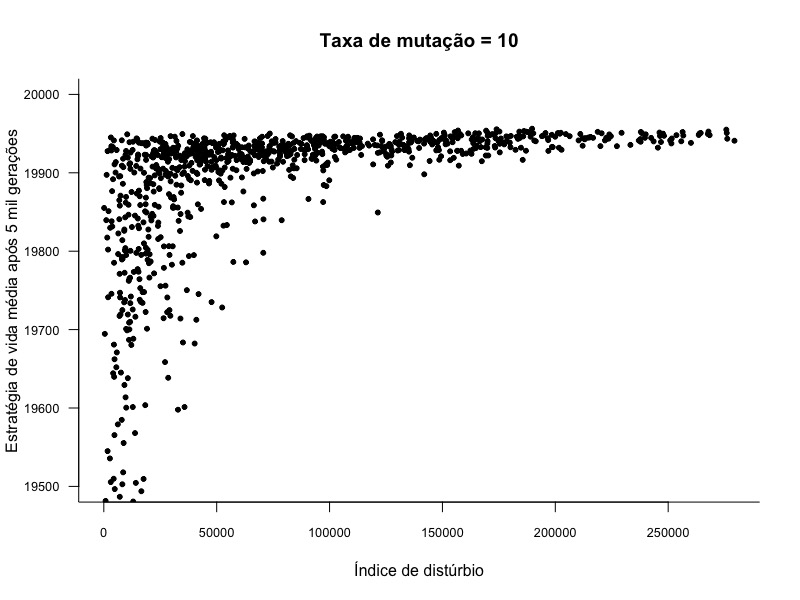 Taxa de mutação = 10
Estratégia de vida média após 5 mil gerações
20000
19900
19800
19700
19600
19500
0 50000 100000 150000 200000 250000
Índice de distúrbio